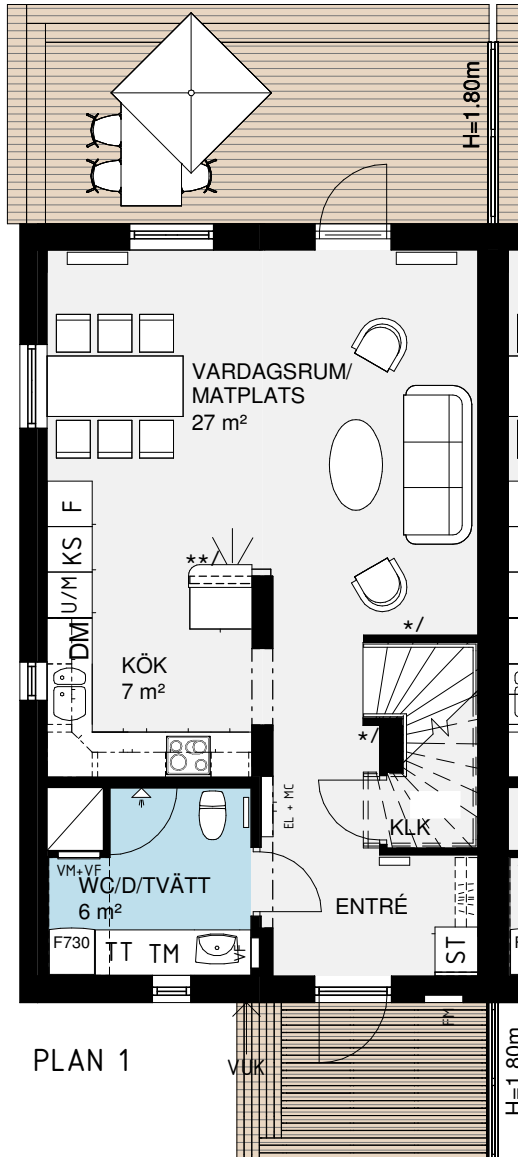 H=1.80m
VARDAGSRUM/
MATPLATS
27 m²
F
KS
U/M
DM
**/
*/
KÖK
7 m²
*/
EL + MC
KLK
VM+VF
WC/D/TVÄTT
6 m²
ENTRÉ
F730
TT TM
VF
ST
F
FM
PLAN 1
VUK
H=1.80m